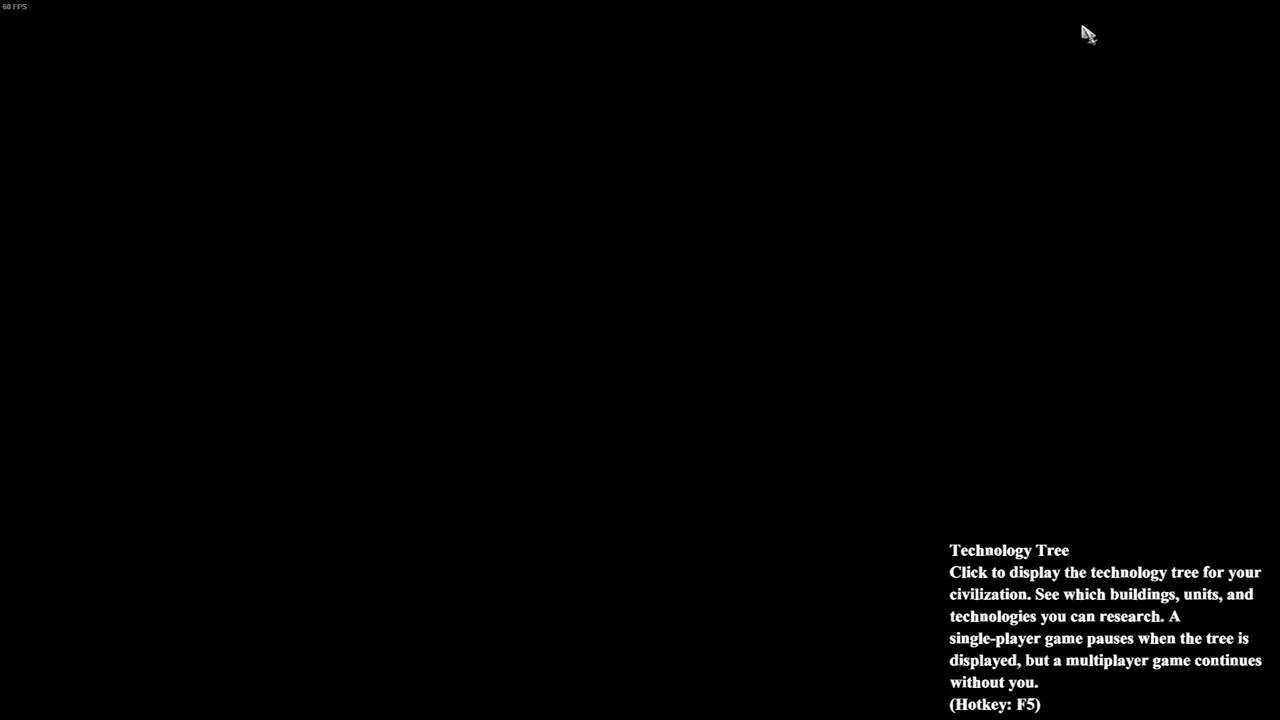 60 FPS
Technology Tree
Click to display the technology tree for your
civilization. See which buildings, units, and
technologies you can research. A
single-player game pauses when the tree is
displayed, but a multiplayer game continues
without you.
(Hotkey: F5)